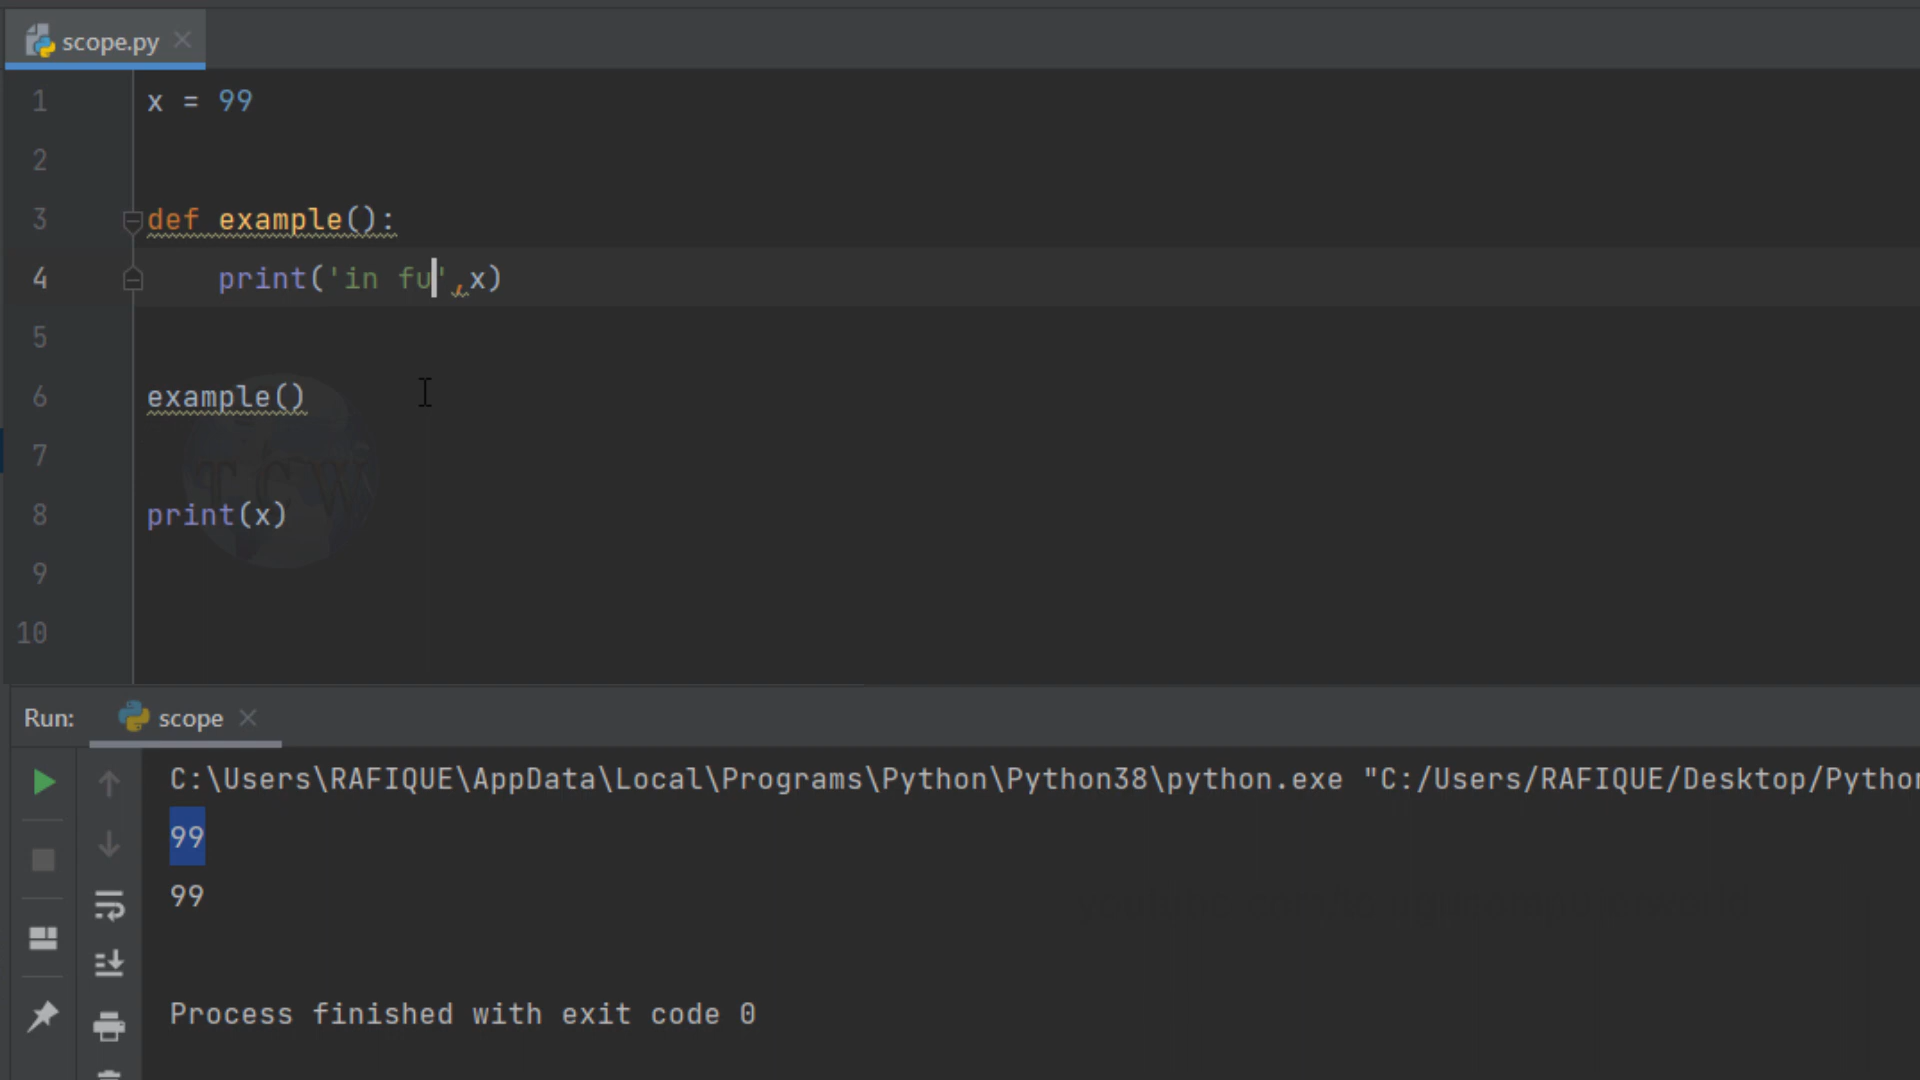 scope.py
1 x = 99
2
3 def example():
4 print('in fu',x)
5
6 example()
7
TCW
8 print(x)
9
10
Run: scope
C:\Users\RAFIQUE\AppData\Local\Programs\Python\Python38\python.exe "C:/Users/RAFIQUE/Desktop/Python
99
99
Process finished with exit code 0